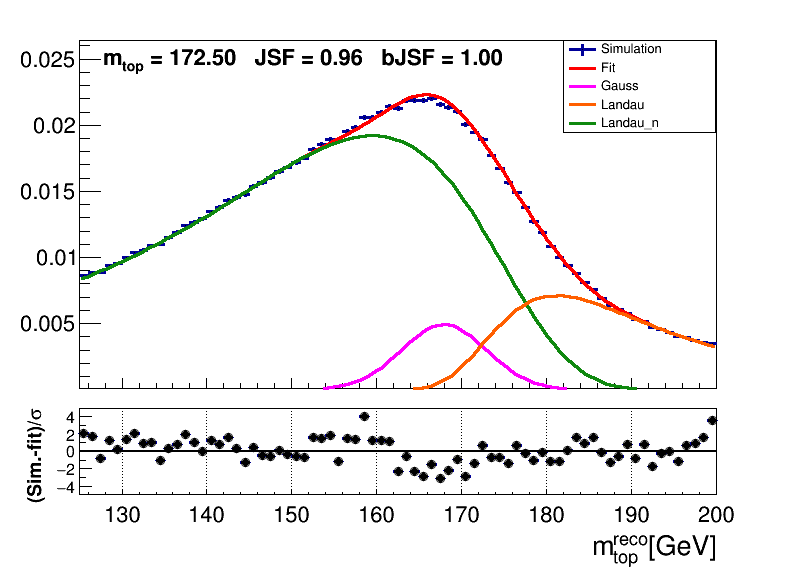 m_top = 172.50 JSF = 0.96 bJSF = 1.00
Simulation
Fit
Gauss
Landau
Landau_n
0.025
0.02
0.015
0.01
0.005
(Sim.-fit)/σ
4
2
0
−2
−4
130 140 150 160 170 180 190 200
m_top^reco[GeV]